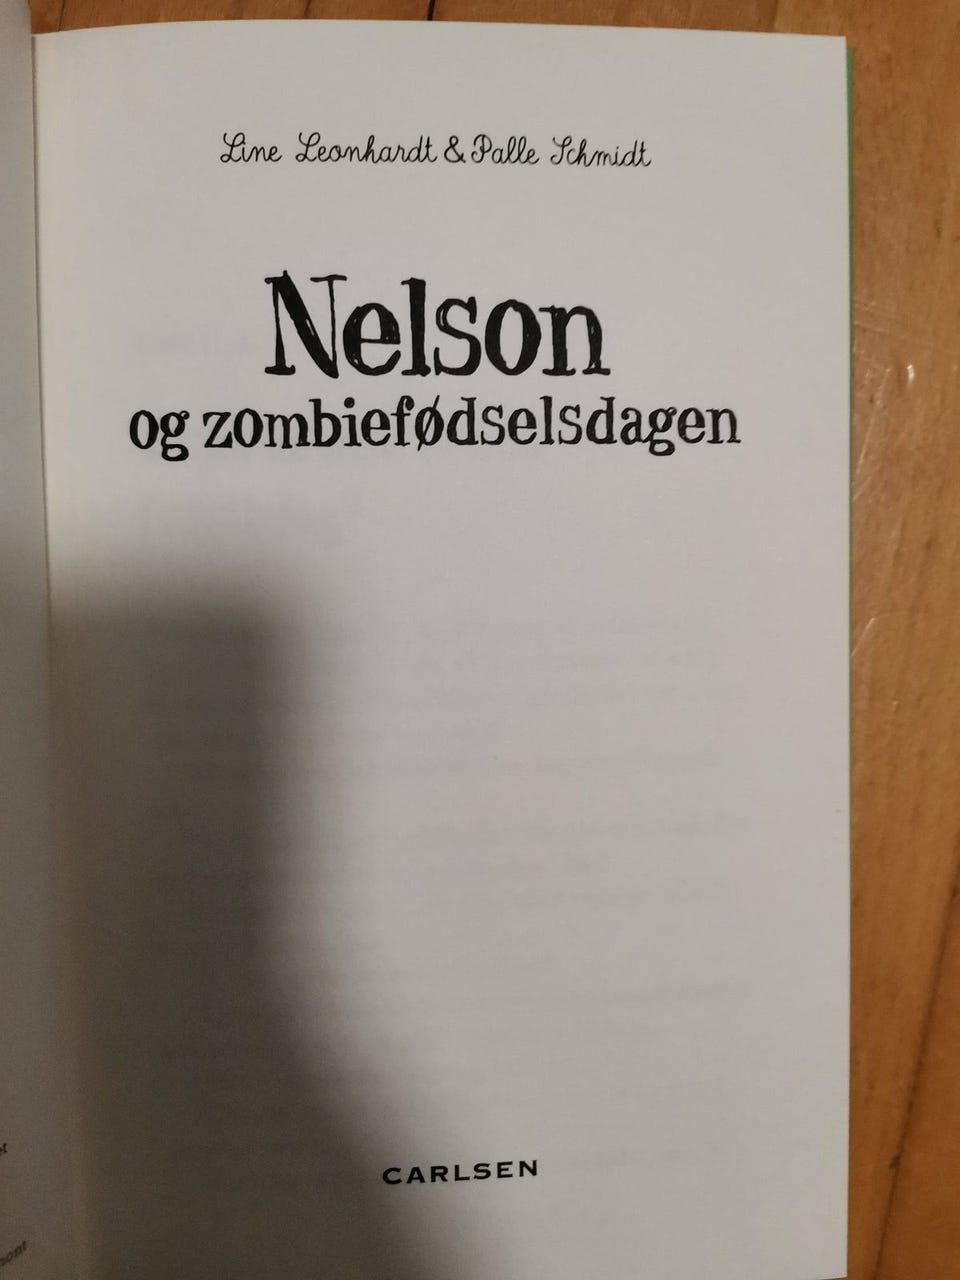 Line Leonhardt & Palle Schmidt
Nelson
og zombiefødselsdagen
CARLSEN